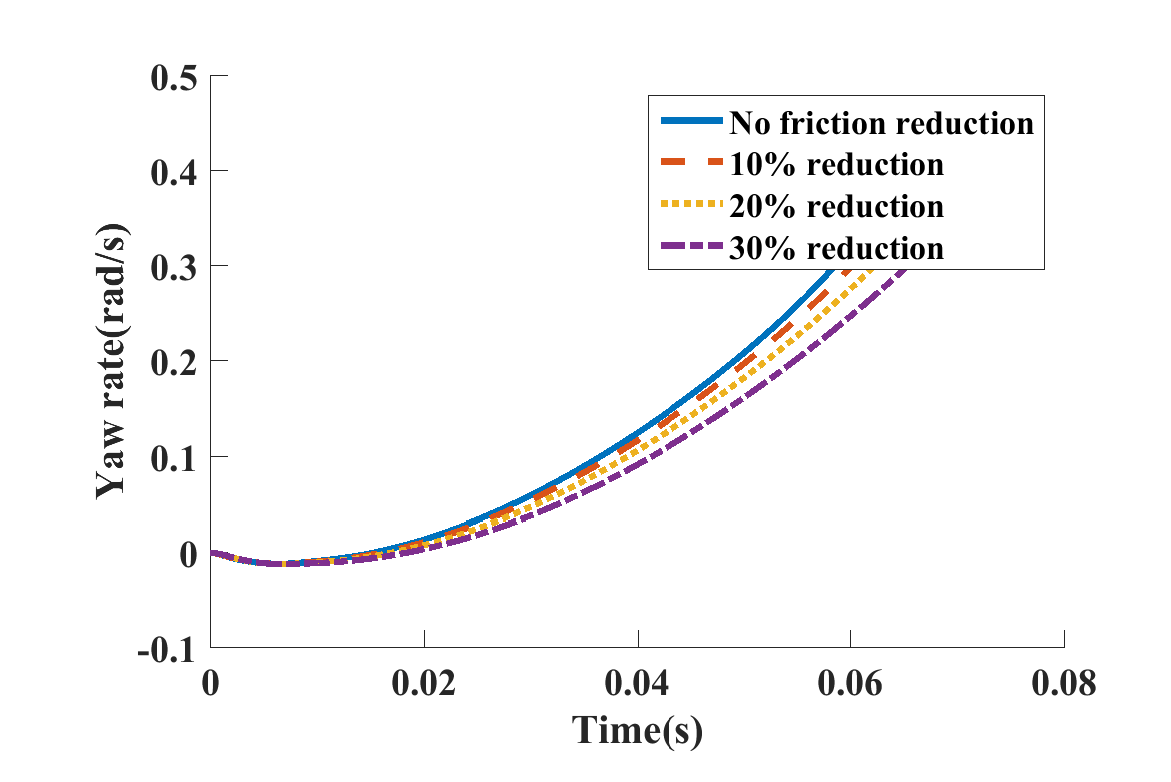 0.5
0.4
0.3
0.2
0.1
0
-0.1
Yaw rate(rad/s)
No friction reduction
10% reduction
20% reduction
30% reduction
0 0.02 0.04 0.06 0.08
Time(s)